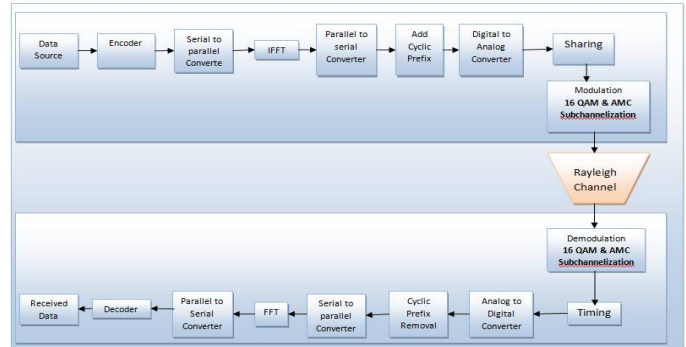 Data
Source
Encoder
Serial to
parallel
Converte
IFFT
Parallel to
serial
Converter
Add
Cyclic
Prefix
Digital to
Analog
Converter
Sharing
Modulation
16 QAM & AMC
Subchannelization
Rayleigh
Channel
Demodulation
16 QAM & AMC
Subchannelization
Received
Data
Decoder
Parallel to
Serial
Converter
FFT
Serial to
parallel
Converter
Cyclic
Prefix
Removal
Analog to
Digital
Converter
Timing